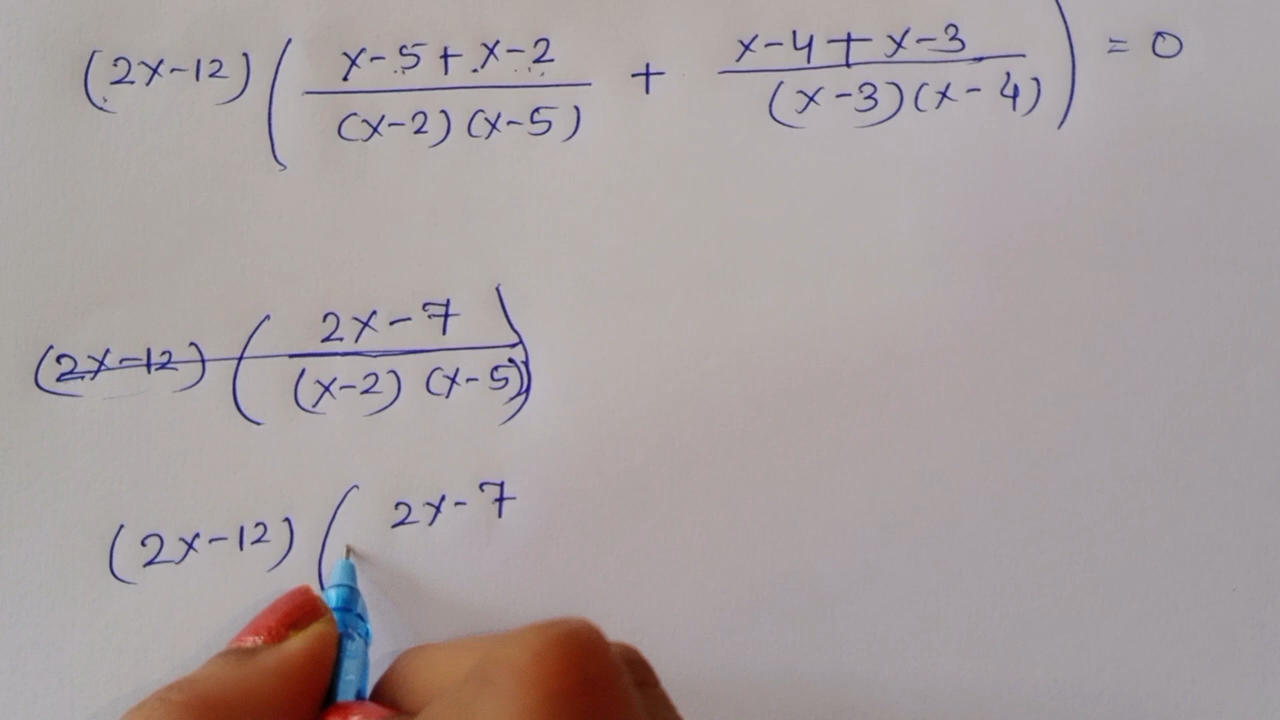 (2x-12) ( x-5+x-2 / (x-2)(x-5) + x-4+x-3 / (x-3)(x-4) ) = 0
(2x-12) ( 2x-7 / (x-2)(x-5) )
(2x-12) ( 2x-7